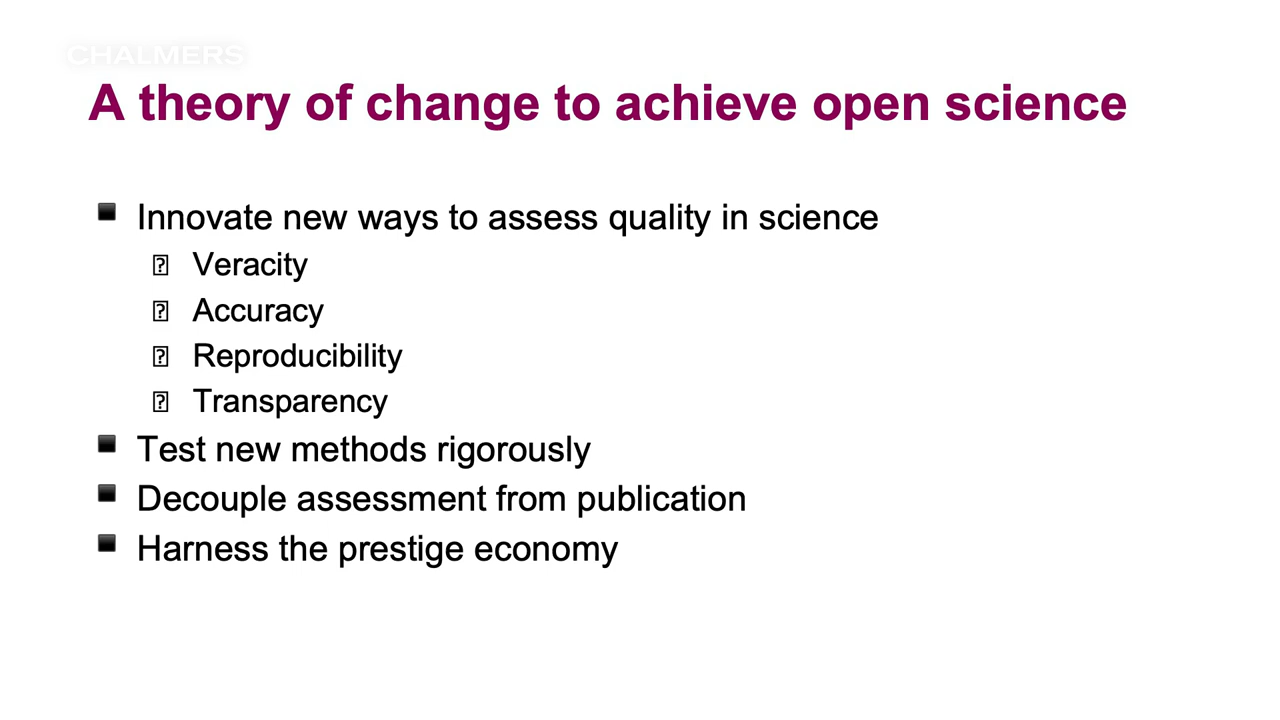 CHALMERS
A theory of change to achieve open science
Innovate new ways to assess quality in science
Veracity
Accuracy
Reproducibility
Transparency
Test new methods rigorously
Decouple assessment from publication
Harness the prestige economy